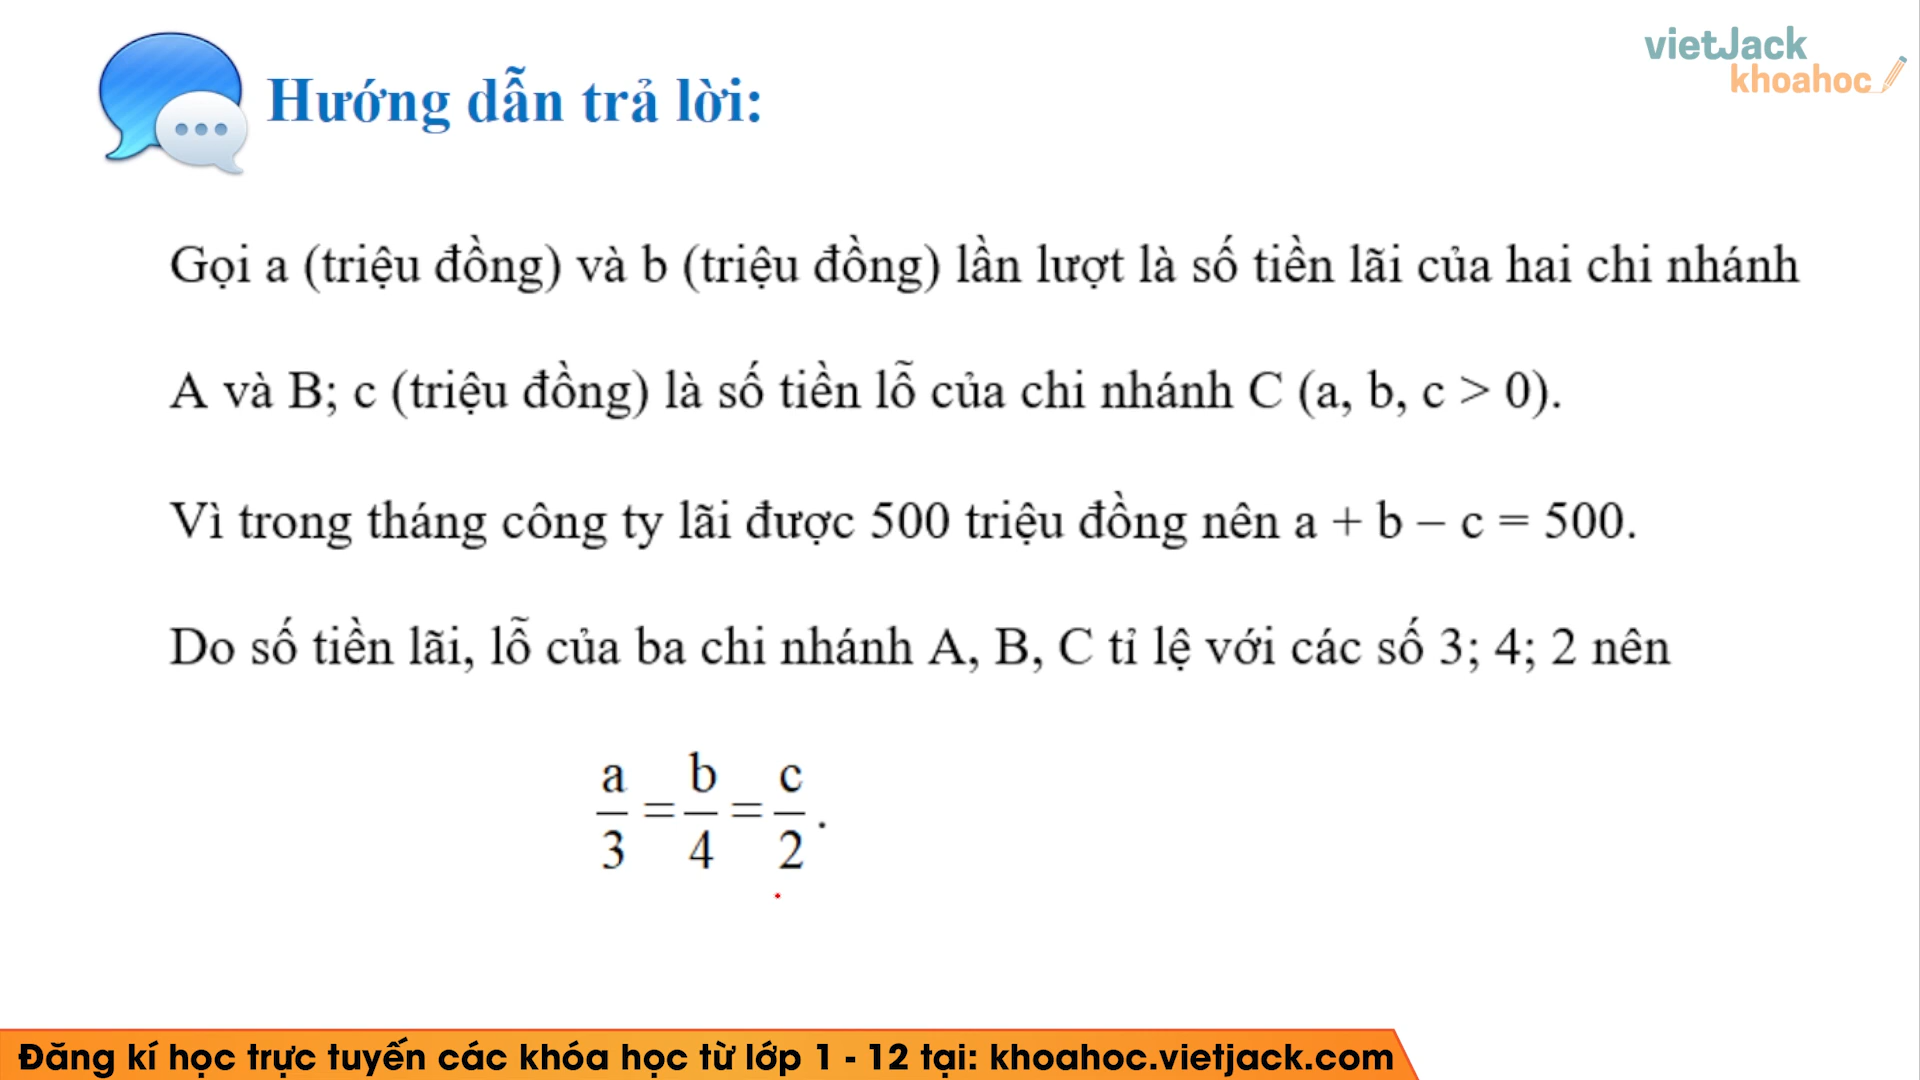 vietJack
khoahoc
Hướng dẫn trả lời:
Gọi a (triệu đồng) và b (triệu đồng) lần lượt là số tiền lãi của hai chi nhánh
A và B; c (triệu đồng) là số tiền lỗ của chi nhánh C (a, b, c > 0).
Vì trong tháng công ty lãi được 500 triệu đồng nên a + b – c = 500.
Do số tiền lãi, lỗ của ba chi nhánh A, B, C tỉ lệ với các số 3; 4; 2 nên
a/3 = b/4 = c/2.
Đăng kí học trực tuyến các khóa học từ lớp 1 - 12 tại: khoahoc.vietjack.com